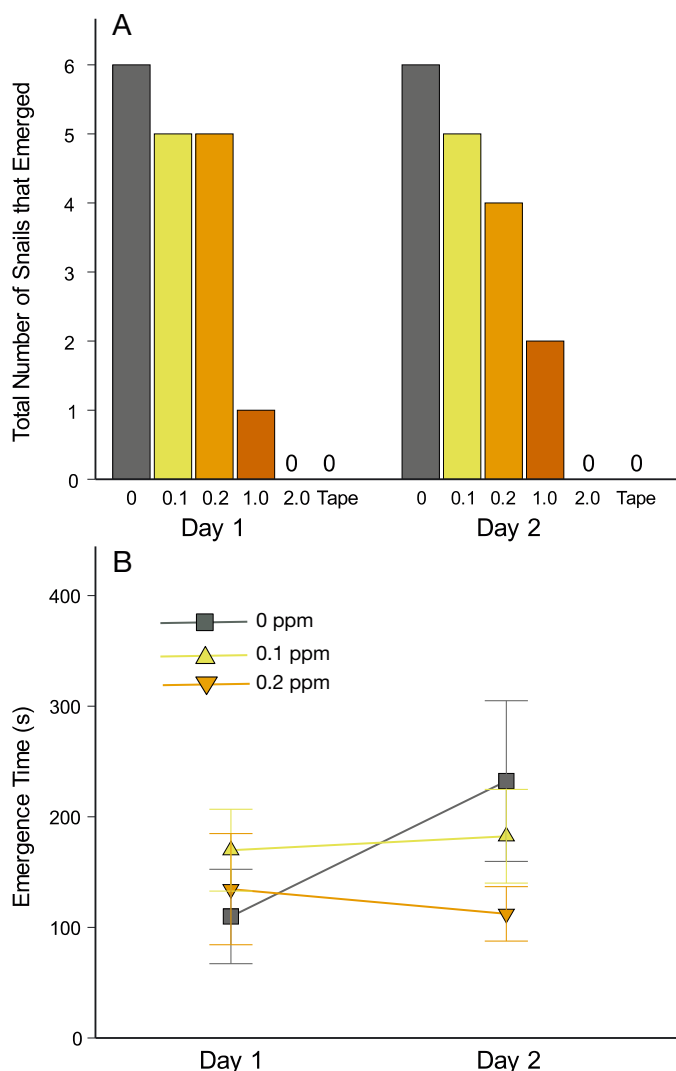 A
Total Number of Snails that Emerged
6
5
4
3
2
1
0
0 0
0 0
0 0.1 0.2 1.0 2.0 Tape
0 0.1 0.2 1.0 2.0 Tape
Day 1
Day 2
B
Emergence Time (s)
400
300
200
100
0
0 ppm
0.1 ppm
0.2 ppm
Day 1
Day 2